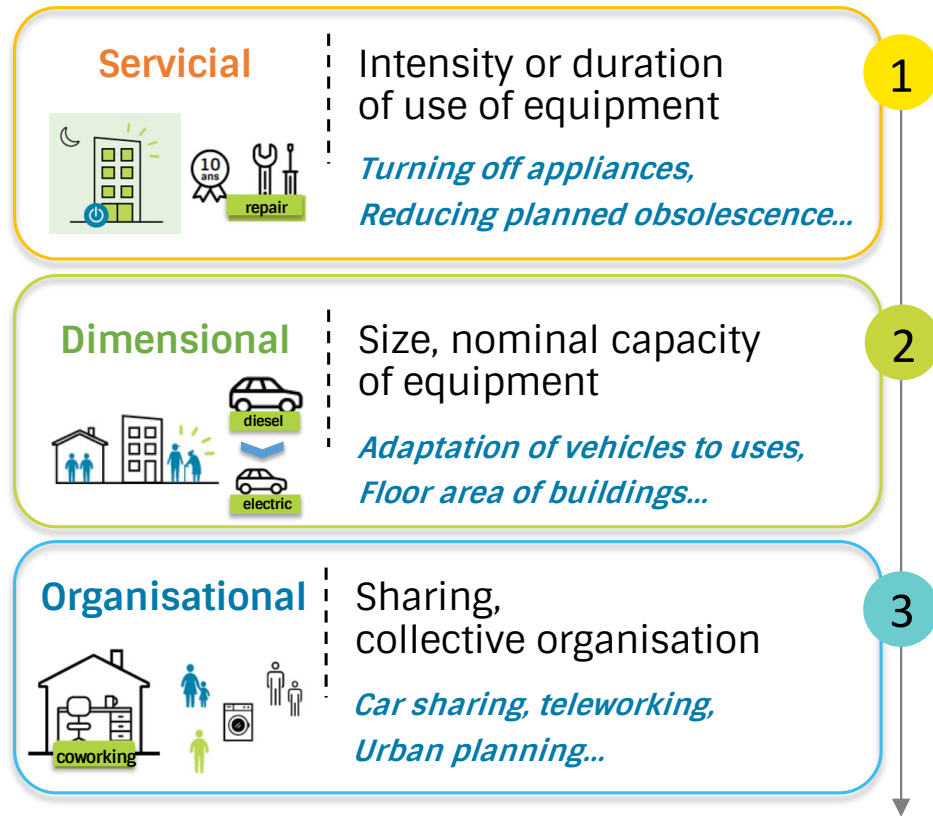 Servicial
Intensity or duration
of use of equipment
1
10
ans
repair
Turning off appliances,
Reducing planned obsolescence...
Dimensional
Size, nominal capacity
of equipment
2
diesel
electric
Adaptation of vehicles to uses,
Floor area of buildings...
Organisational
Sharing,
collective organisation
3
coworking
Car sharing, teleworking,
Urban planning...